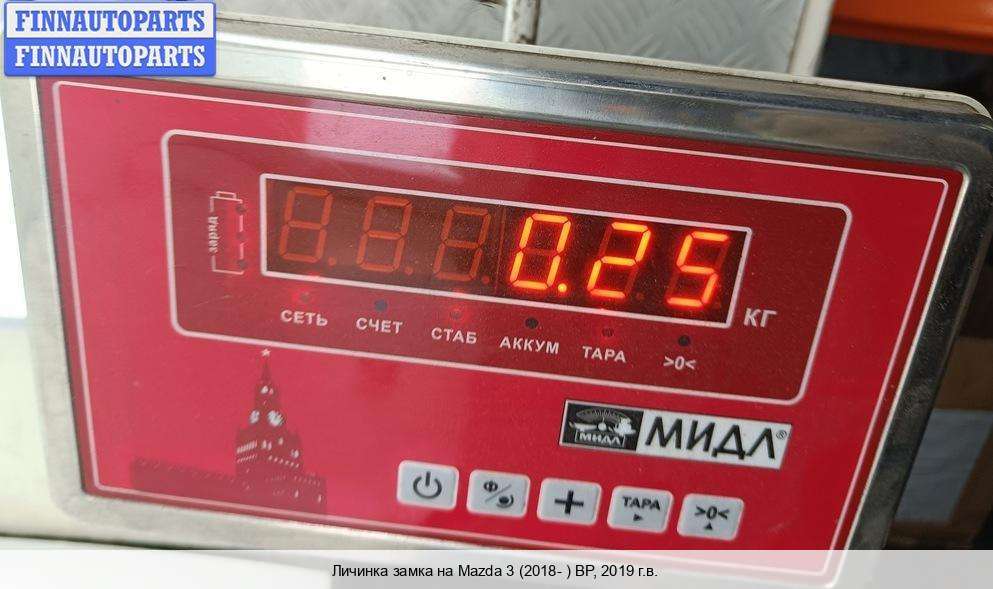 FINNAUTOPARTS
FINNAUTOPARTS
заряд
0.25
КГ
СЕТЬ СЧЕТ СТАБ АККУМ ТАРА >0<
МИДЛ МИДЛ®
Ф
ТАРА
>0<
Личинка замка на Mazda 3 (2018- ) BP, 2019 г.в.